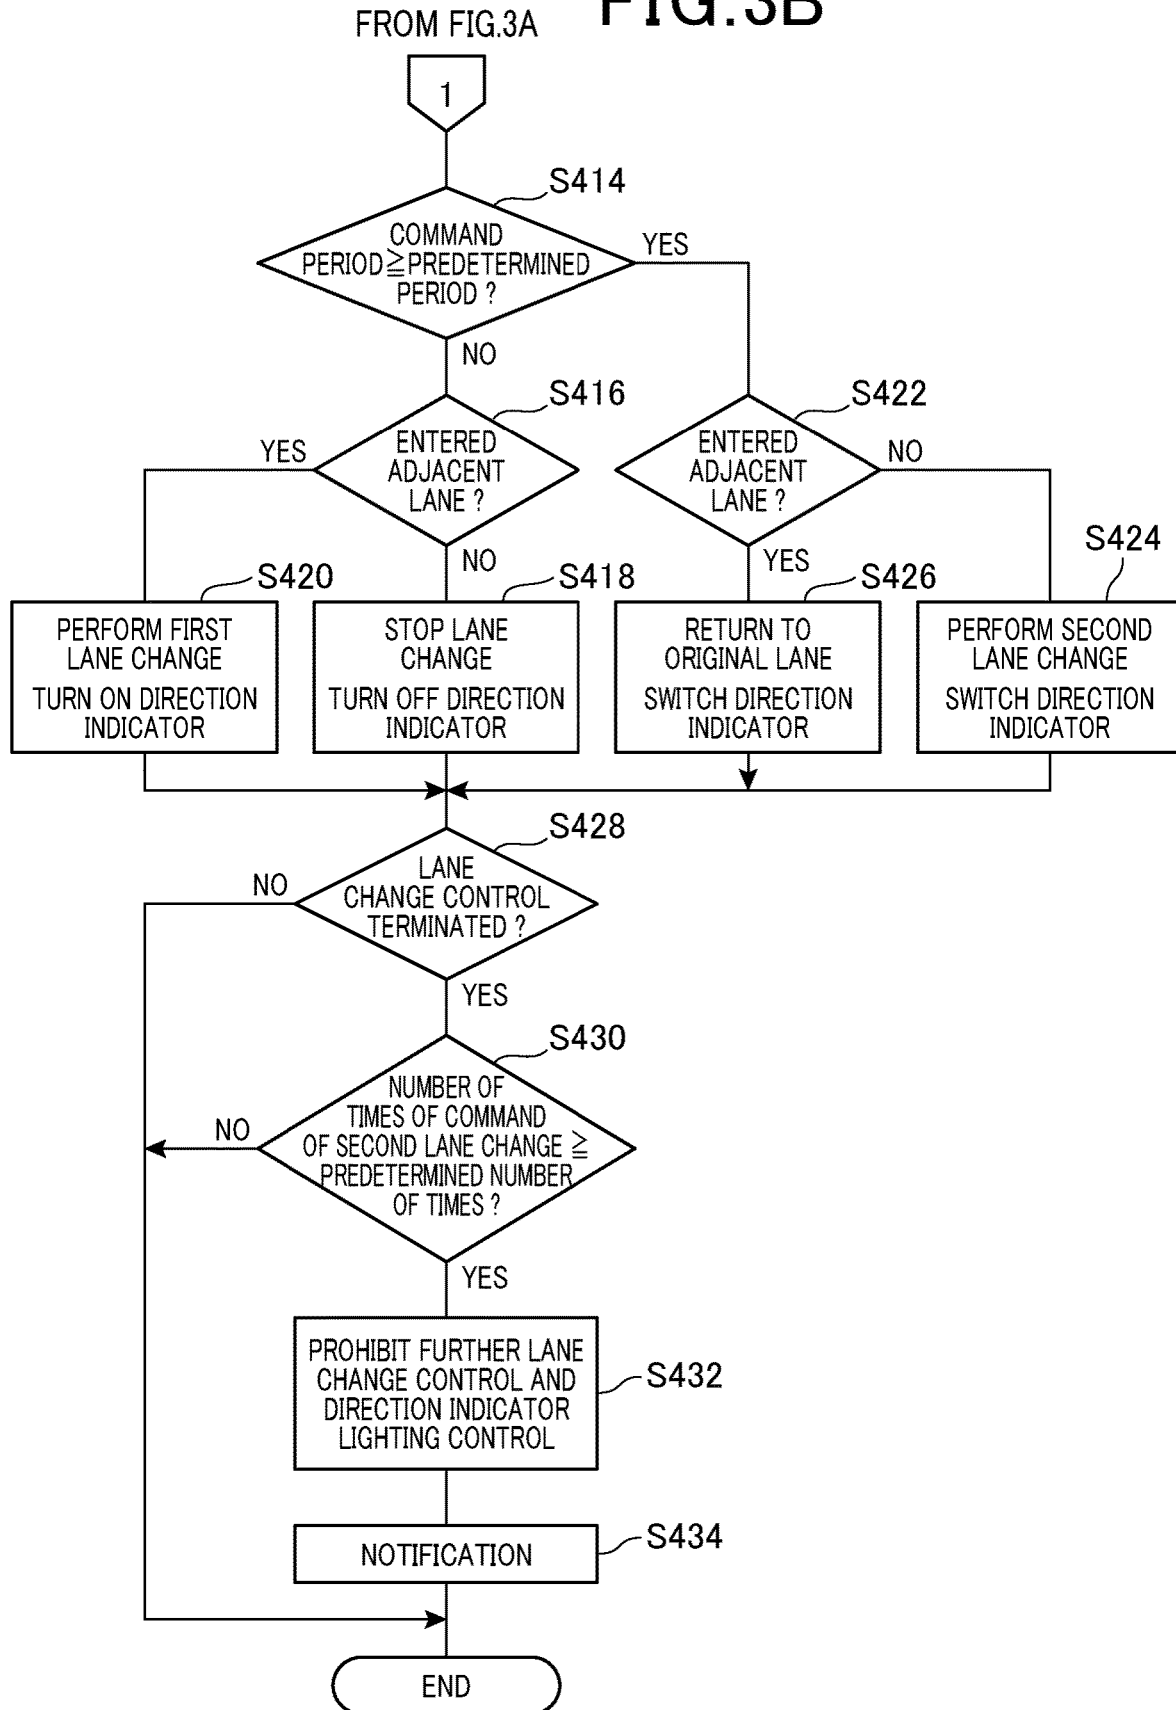 FIG.3B
FROM FIG.3A
1
S414
COMMAND
PERIOD≧PREDETERMINED
PERIOD ?
YES
NO
S416
ENTERED
ADJACENT
LANE ?
YES
NO
S422
ENTERED
ADJACENT
LANE ?
NO
YES
S420
PERFORM FIRST
LANE CHANGE
TURN ON DIRECTION
INDICATOR
S418
STOP LANE
CHANGE
TURN OFF DIRECTION
INDICATOR
S426
RETURN TO
ORIGINAL LANE
SWITCH DIRECTION
INDICATOR
S424
PERFORM SECOND
LANE CHANGE
SWITCH DIRECTION
INDICATOR
S428
LANE
CHANGE CONTROL
TERMINATED ?
NO
YES
S430
NUMBER OF
TIMES OF COMMAND
OF SECOND LANE CHANGE ≧
PREDETERMINED NUMBER
OF TIMES ?
NO
YES
PROHIBIT FURTHER LANE
CHANGE CONTROL AND
DIRECTION INDICATOR
LIGHTING CONTROL
S432
NOTIFICATION
S434
END